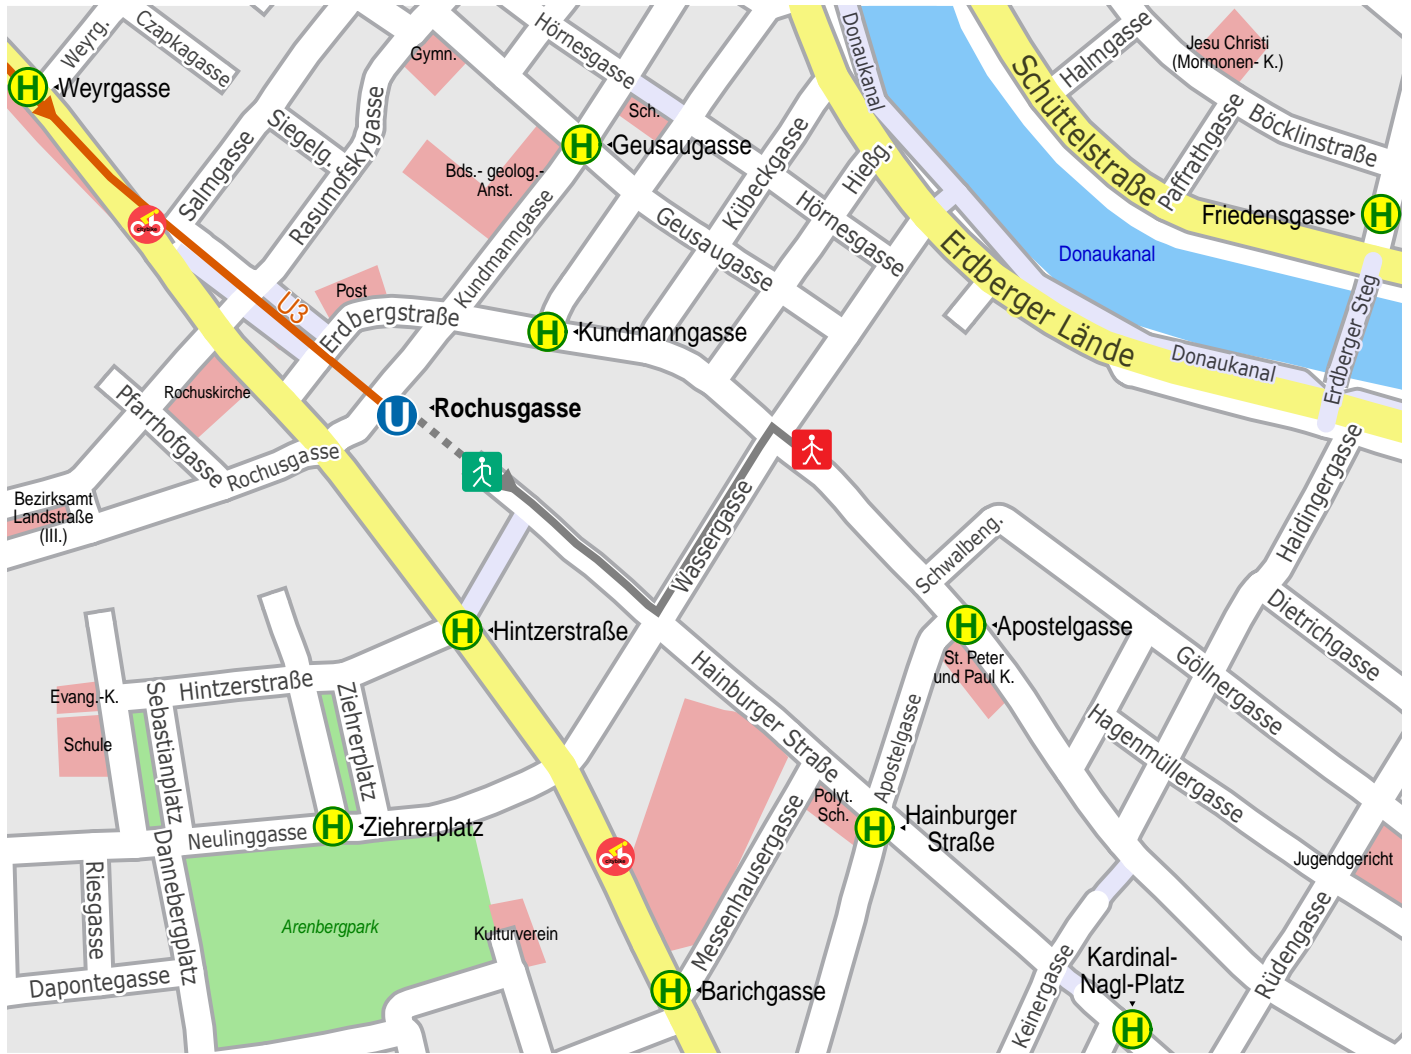 Weyrg.
Czapkagasse
Hörnesgasse
Gymn.
Donaukanal
Halmgasse
Jesu Christi
(Mormonen- K.)
H
Weyrgasse
Siegelg.
Salmgasse
Rasumofskygasse
Sch.
H
Geusaugasse
Bds.- geolog.-
Anst.
Kübeckgasse
Hießg.
Schüttelstraße
Paffrathgasse
Böcklinstraße
citybike
Kundmanngasse
Geusaugasse
Hörnesgasse
Friedensgasse
H
Donaukanal
Erdberger Lände
Donaukanal
Erdberger Steg
U3
Post
Erdbergstraße
H
Kundmanngasse
Rochuskirche
Pfarrhofgasse
U
Rochusgasse
Rochusgasse
Bezirksamt
Landstraße
(III.)
Wassergasse
Schwalbeng.
Haidingergasse
Dietrichgasse
H
Hintzerstraße
H
Apostelgasse
St. Peter
und Paul K.
Göllnergasse
Hagenmüllergasse
Hainburger Straße
Apostelgasse
Evang.-K.
Schule
Hintzerstraße
Sebastianplatz
Ziehrerplatz
Neulinggasse
H
Ziehrerplatz
Polyt.
Sch.
H
Hainburger
Straße
Messenhausergasse
citybike
Jugendgericht
Riesgasse
Dannebergplatz
Arenbergpark
Kulturverein
Dapontegasse
H
Barichgasse
Keinergasse
Kardinal-
Nagl-Platz
H
Rüdengasse